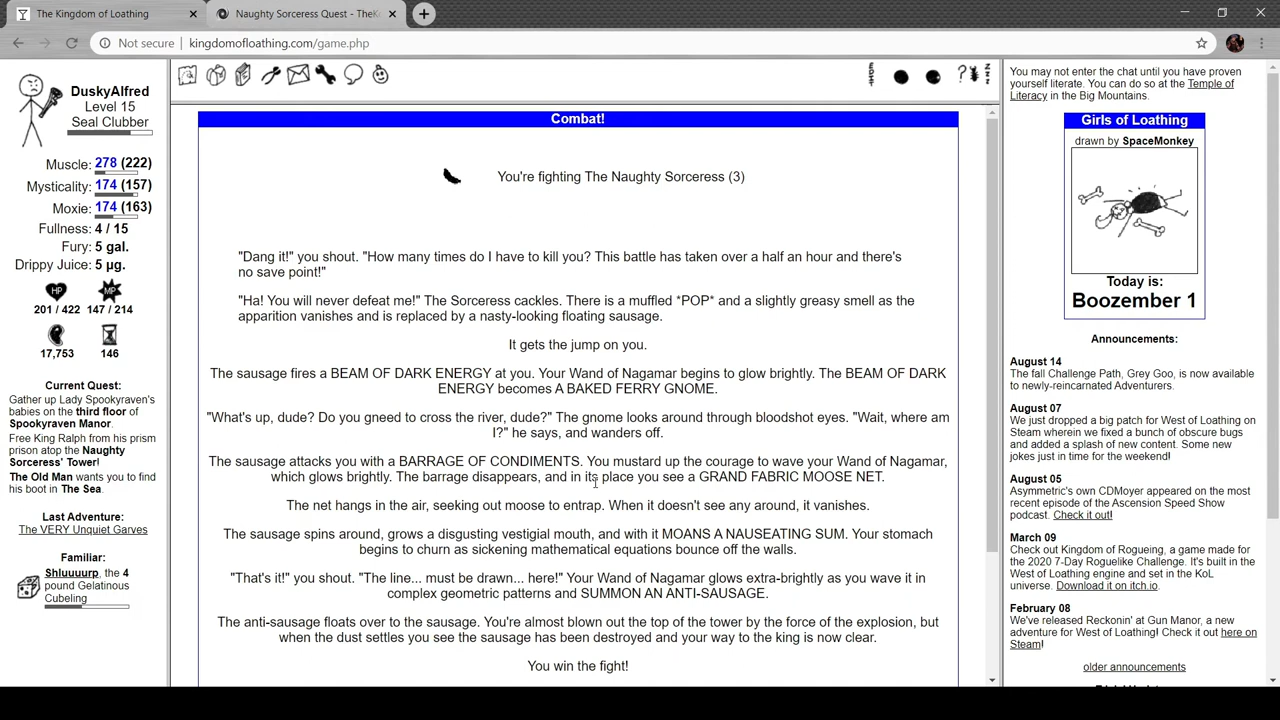 The Kingdom of Loathing
Naughty Sorceress Quest - TheK
Not secure
kingdomofloathing.com/game.php
DuskyAlfred
Level 15
Seal Clubber
Muscle: 278 (222)
Mysticality: 174 (157)
Moxie: 174 (163)
Fullness: 4 / 15
Fury: 5 gal.
Drippy Juice: 5 µg.
HP
MP
201 / 422
147 / 214
17,753
146
Current Quest:
Gather up Lady Spookyraven's
babies on the third floor of
Spookyraven Manor.
Free King Ralph from his prism
prison atop the Naughty
Sorceress' Tower!
The Old Man wants you to find
his boot in The Sea.
Last Adventure:
The VERY Unquiet Garves
Familiar:
Shluuuurp, the 4
pound Gelatinous
Cubeling
Combat!
You're fighting The Naughty Sorceress (3)
"Dang it!" you shout. "How many times do I have to kill you? This battle has taken over a half an hour and there's
no save point!"
"Ha! You will never defeat me!" The Sorceress cackles. There is a muffled *POP* and a slightly greasy smell as the
apparition vanishes and is replaced by a nasty-looking floating sausage.
It gets the jump on you.
The sausage fires a BEAM OF DARK ENERGY at you. Your Wand of Nagamar begins to glow brightly. The BEAM OF DARK
ENERGY becomes A BAKED FERRY GNOME.
"What's up, dude? Do you gneed to cross the river, dude?" The gnome looks around through bloodshot eyes. "Wait, where am
I?" he says, and wanders off.
The sausage attacks you with a BARRAGE OF CONDIMENTS. You mustard up the courage to wave your Wand of Nagamar,
which glows brightly. The barrage disappears, and in its place you see a GRAND FABRIC MOOSE NET.
The net hangs in the air, seeking out moose to entrap. When it doesn't see any around, it vanishes.
The sausage spins around, grows a disgusting vestigial mouth, and with it MOANS A NAUSEATING SUM. Your stomach
begins to churn as sickening mathematical equations bounce off the walls.
"That's it!" you shout. "The line... must be drawn... here!" Your Wand of Nagamar glows extra-brightly as you wave it in
complex geometric patterns and SUMMON AN ANTI-SAUSAGE.
The anti-sausage floats over to the sausage. You're almost blown out the top of the tower by the force of the explosion, but
when the dust settles you see the sausage has been destroyed and your way to the king is now clear.
You win the fight!
You may not enter the chat until you have proven
yourself literate. You can do so at the Temple of
Literacy in the Big Mountains.
Girls of Loathing
drawn by SpaceMonkey
Today is:
Boozember 1
Announcements:
August 14
The fall Challenge Path, Grey Goo, is now available
to newly-reincarnated Adventurers.
August 07
We just dropped a big patch for West of Loathing on
Steam wherein we fixed a bunch of obscure bugs
and added a splash of new content. Some new
jokes just in time for the weekend!
August 05
Asymmetric's own CDMoyer appeared on the most
recent episode of the Ascension Speed Show
podcast. Check it out!
March 09
Check out Kingdom of Rogueing, a game made for
the 2020 7-Day Roguelike Challenge. It's built in the
West of Loathing engine and set in the KoL
universe. Download it on itch.io.
February 08
We've released Reckonin' at Gun Manor, a new
adventure for West of Loathing! Check it out here on
Steam!
older announcements